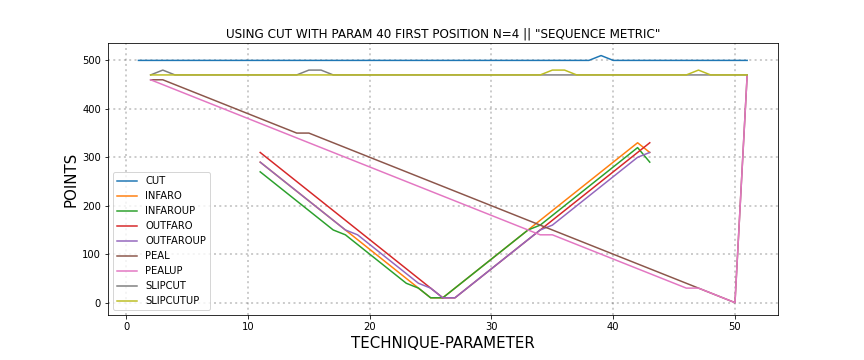 USING CUT WITH PARAM 40 FIRST POSITION N=4 || "SEQUENCE METRIC"
POINTS
500
400
300
200
100
0
CUT
INFARO
INFAROUP
OUTFARO
OUTFAROUP
PEAL
PEALUP
SLIPCUT
SLIPCUTUP
0 10 20 30 40 50
TECHNIQUE-PARAMETER